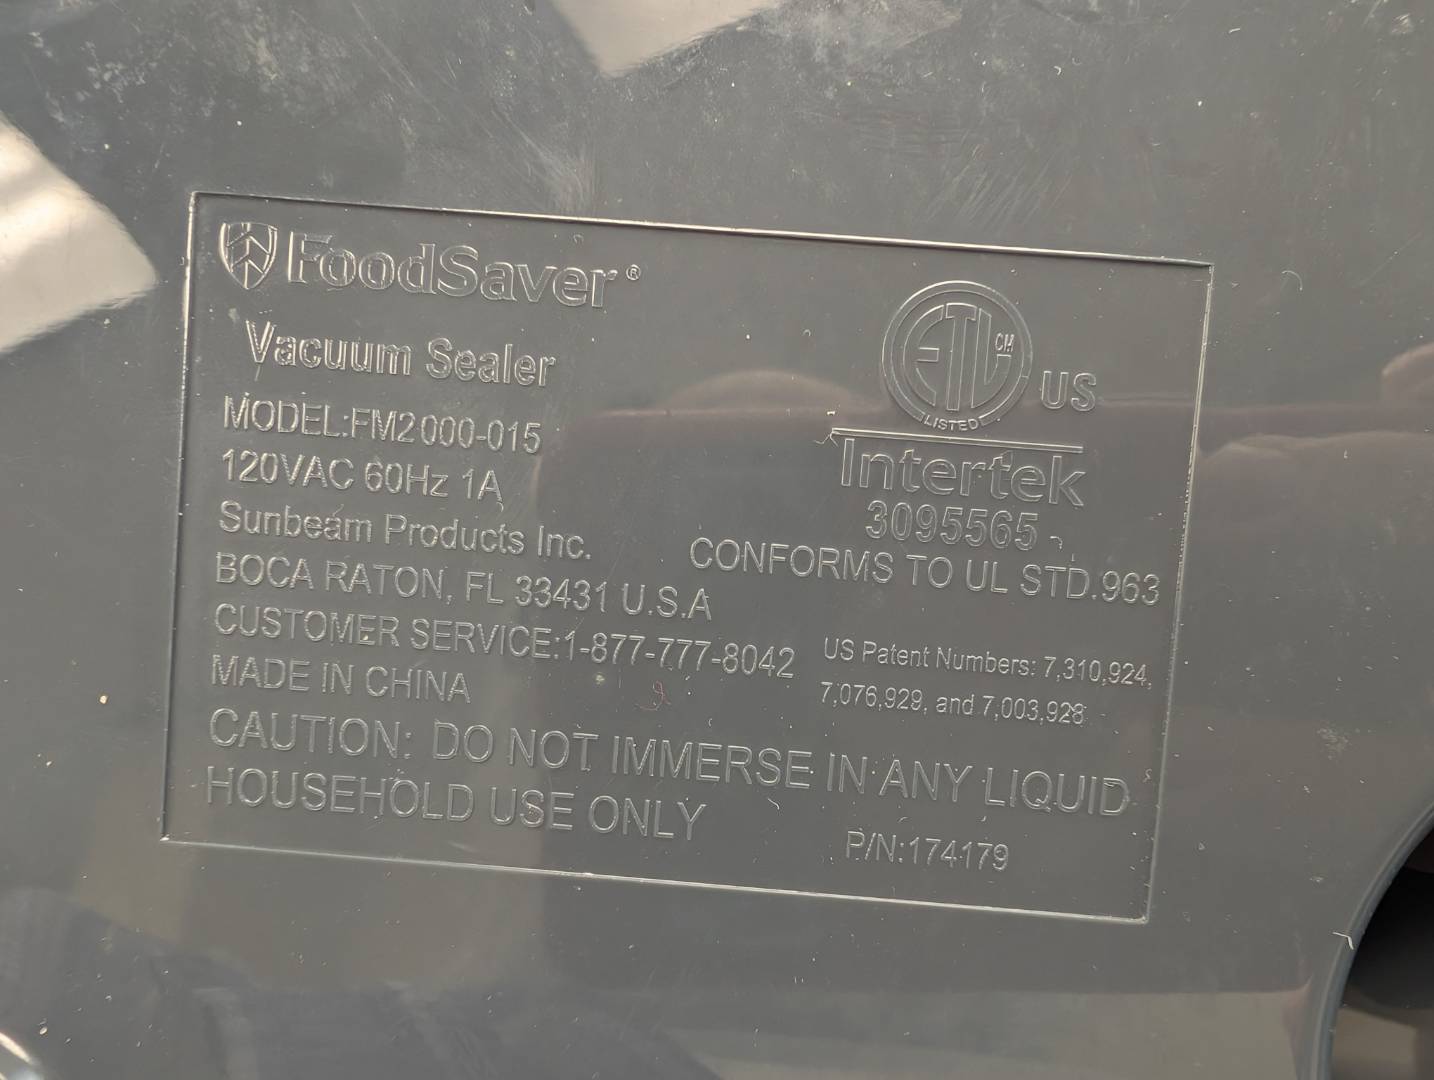 FoodSaver®
Vacuum Sealer
MODEL:FM2000-015
120VAC 60Hz 1A
Sunbeam Products Inc.
BOCA RATON, FL 33431 U.S.A
CUSTOMER SERVICE:1-877-777-8042
MADE IN CHINA
ETL CM
LISTED
US
Intertek
3095565
CONFORMS TO UL STD.963
US Patent Numbers: 7,310,924,
7,076,929, and 7,003,928
CAUTION: DO NOT IMMERSE IN ANY LIQUID
HOUSEHOLD USE ONLY
P/N:174179